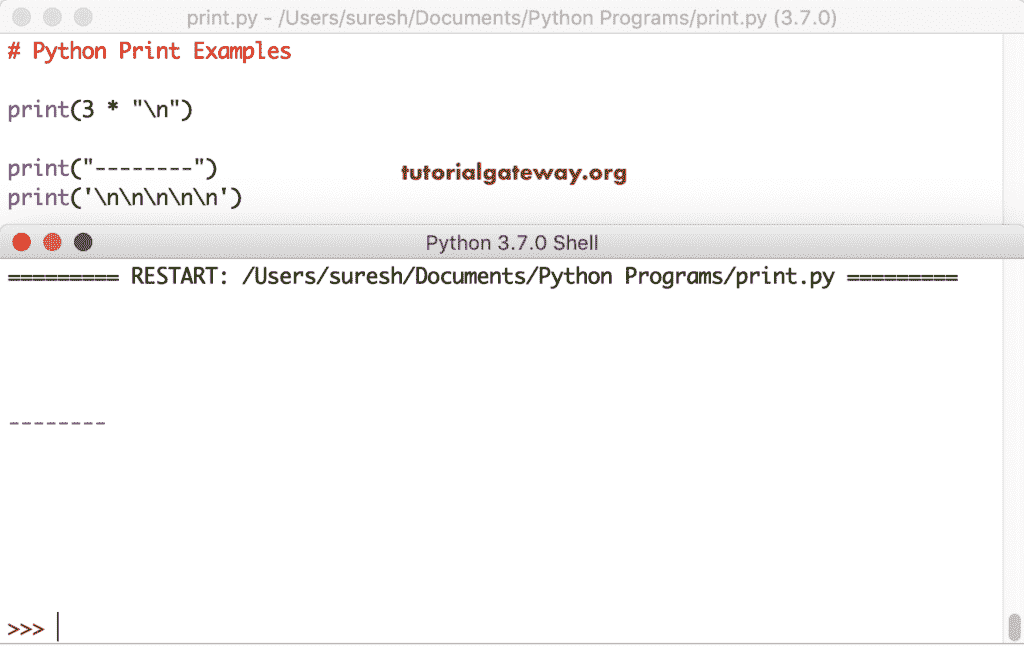 print.py - /Users/suresh/Documents/Python Programs/print.py (3.7.0)
# Python Print Examples
print(3 * "\n")
print("--------")
tutorialgateway.org
print('\n\n\n\n\n')
Python 3.7.0 Shell
========= RESTART: /Users/suresh/Documents/Python Programs/print.py =========
--------
>>>